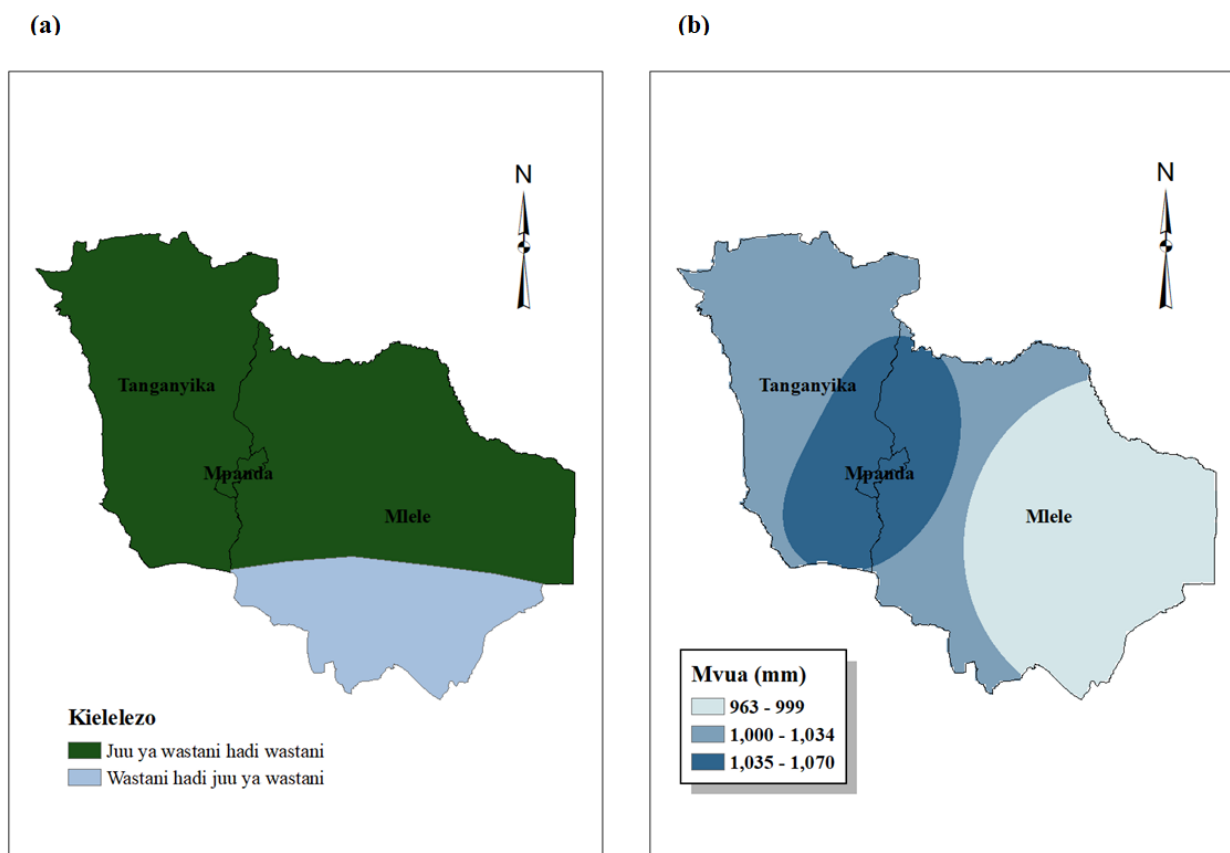 (a)
N
Tanganyika
Mpanda
Mlele
Kielelezo
Juu ya wastani hadi wastani
Wastani hadi juu ya wastani
(b)
N
Tanganyika
Mpanda
Mlele
Mvua (mm)
963 - 999
1,000 - 1,034
1,035 - 1,070